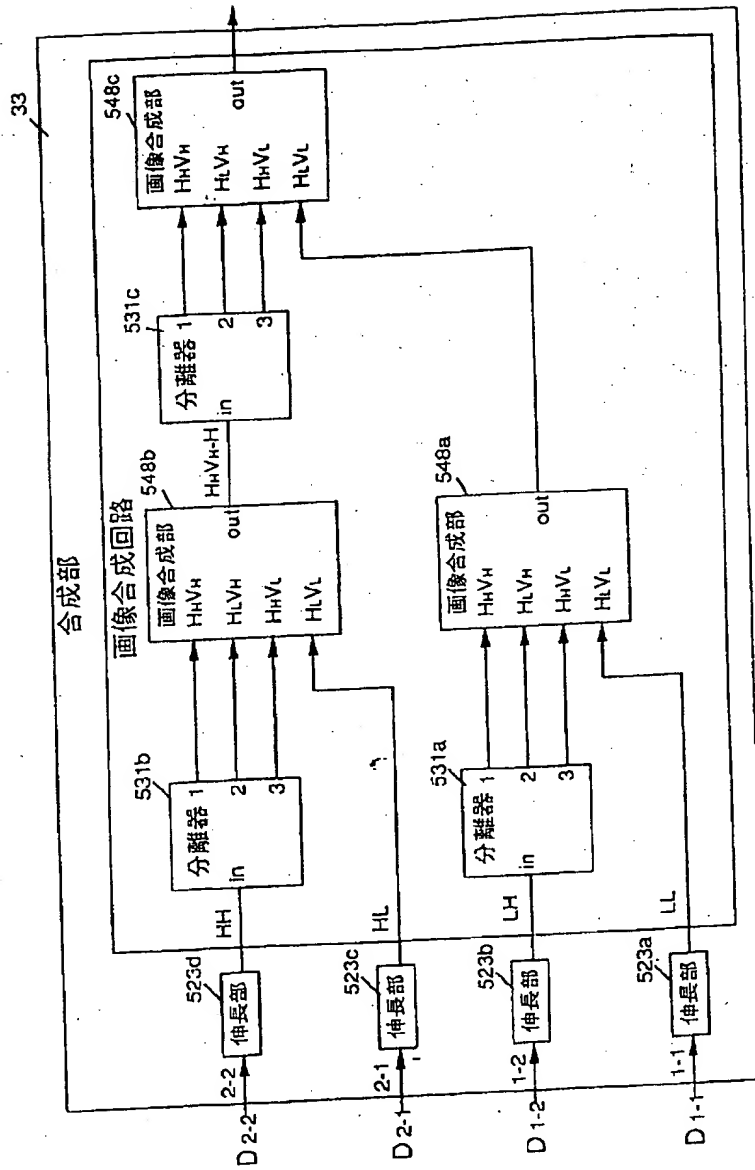 33
合成部
画像合成回路
548c
画像合成部
HHVH
HLVH
HHVL
HLVL
out
531c
分離器
in
1
2
3
HHVH-H
548b
画像合成部
HHVH
HLVH
HHVL
HLVL
out
548a
画像合成部
HHVH
HLVH
HHVL
HLVL
out
531b
分離器
in
1
2
3
531a
分離器
in
1
2
3
HH
HL
LH
LL
523d
伸長部
523c
伸長部
523b
伸長部
523a
伸長部
2-2
2-1
1-2
1-1
D2-2
D2-1
D1-2
D1-1